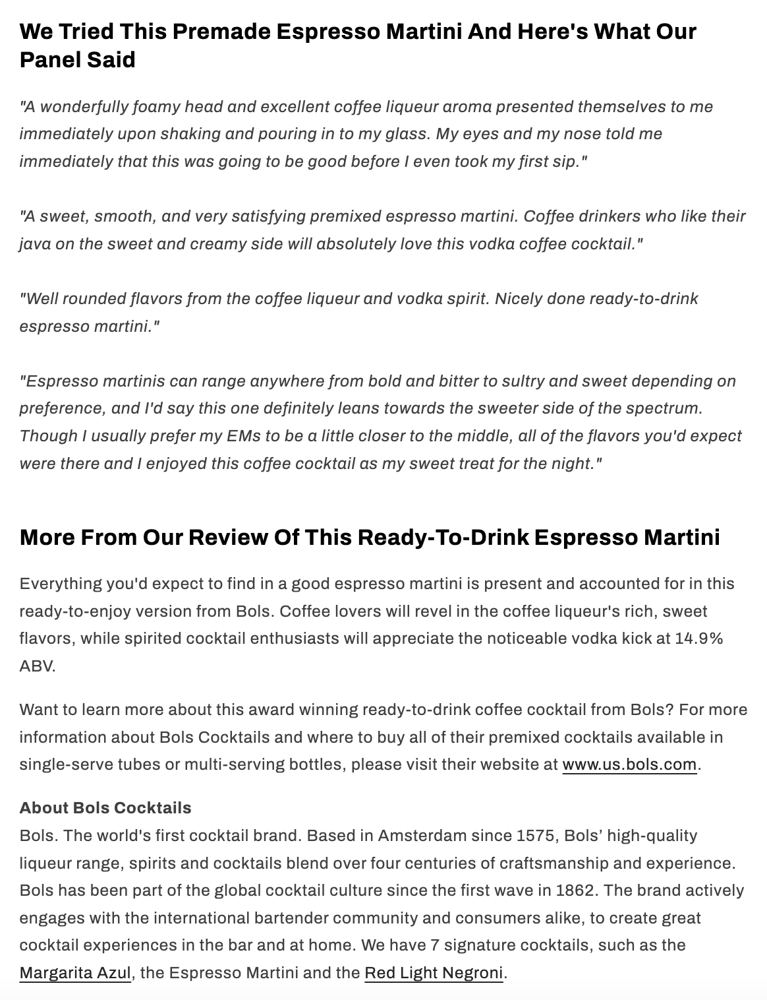 We Tried This Premade Espresso Martini And Here's What Our
Panel Said
"A wonderfully foamy head and excellent coffee liqueur aroma presented themselves to me
immediately upon shaking and pouring in to my glass. My eyes and my nose told me
immediately that this was going to be good before I even took my first sip."
"A sweet, smooth, and very satisfying premixed espresso martini. Coffee drinkers who like their
java on the sweet and creamy side will absolutely love this vodka coffee cocktail."
"Well rounded flavors from the coffee liqueur and vodka spirit. Nicely done ready-to-drink
espresso martini."
"Espresso martinis can range anywhere from bold and bitter to sultry and sweet depending on
preference, and I'd say this one definitely leans towards the sweeter side of the spectrum.
Though I usually prefer my EMs to be a little closer to the middle, all of the flavors you'd expect
were there and I enjoyed this coffee cocktail as my sweet treat for the night."
More From Our Review Of This Ready-To-Drink Espresso Martini
Everything you'd expect to find in a good espresso martini is present and accounted for in this
ready-to-enjoy version from Bols. Coffee lovers will revel in the coffee liqueur's rich, sweet
flavors, while spirited cocktail enthusiasts will appreciate the noticeable vodka kick at 14.9%
ABV.
Want to learn more about this award winning ready-to-drink coffee cocktail from Bols? For more
information about Bols Cocktails and where to buy all of their premixed cocktails available in
single-serve tubes or multi-serving bottles, please visit their website at www.us.bols.com.
About Bols Cocktails
Bols. The world's first cocktail brand. Based in Amsterdam since 1575, Bols’ high-quality
liqueur range, spirits and cocktails blend over four centuries of craftsmanship and experience.
Bols has been part of the global cocktail culture since the first wave in 1862. The brand actively
engages with the international bartender community and consumers alike, to create great
cocktail experiences in the bar and at home. We have 7 signature cocktails, such as the
Margarita Azul, the Espresso Martini and the Red Light Negroni.